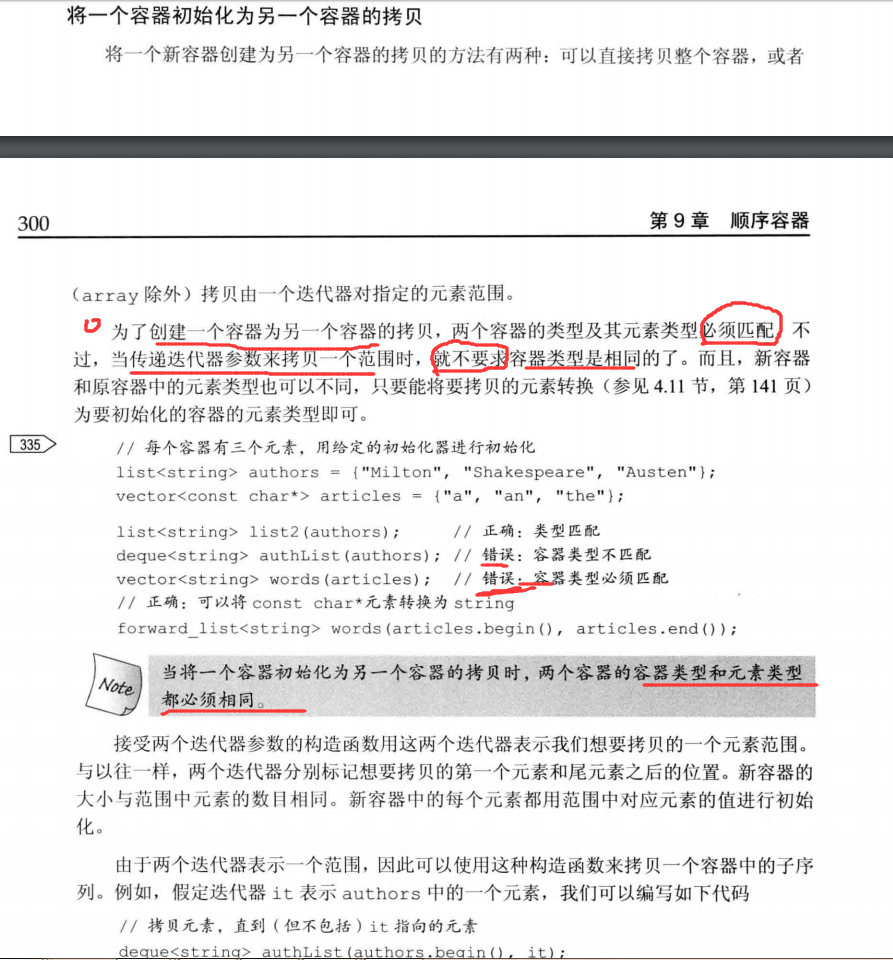 将一个容器初始化为另一个容器的拷贝
将一个新容器创建为另一个容器的拷贝的方法有两种：可以直接拷贝整个容器，或者
300
第 9 章 顺序容器
（array 除外）拷贝由一个迭代器对指定的元素范围。
为了创建一个容器为另一个容器的拷贝，两个容器的类型及其元素类型必须匹配。不
过，当传递迭代器参数来拷贝一个范围时，就不要求容器类型是相同的了。而且，新容器
和原容器中的元素类型也可以不同，只要能将要拷贝的元素转换（参见 4.11 节，第 141 页）
为要初始化的容器的元素类型即可。
335
// 每个容器有三个元素，用给定的初始化器进行初始化
list<string> authors = {"Milton", "Shakespeare", "Austen"};
vector<const char*> articles = {"a", "an", "the"};
list<string> list2(authors); // 正确：类型匹配
deque<string> authList(authors); // 错误：容器类型不匹配
vector<string> words(articles); // 错误：容器类型必须匹配
// 正确：可以将 const char*元素转换为 string
forward_list<string> words(articles.begin(), articles.end());
Note
当将一个容器初始化为另一个容器的拷贝时，两个容器的容器类型和元素类型
都必须相同。
接受两个迭代器参数的构造函数用这两个迭代器表示我们想要拷贝的一个元素范围。
与以往一样，两个迭代器分别标记想要拷贝的第一个元素和尾元素之后的位置。新容器的
大小与范围中元素的数目相同。新容器中的每个元素都用范围中对应元素的值进行初始
化。
由于两个迭代器表示一个范围，因此可以使用这种构造函数来拷贝一个容器中的子序
列。例如，假定迭代器 it 表示 authors 中的一个元素，我们可以编写如下代码
// 拷贝元素，直到（但不包括）it 指向的元素
deque<string> authList(authors.begin(), it);